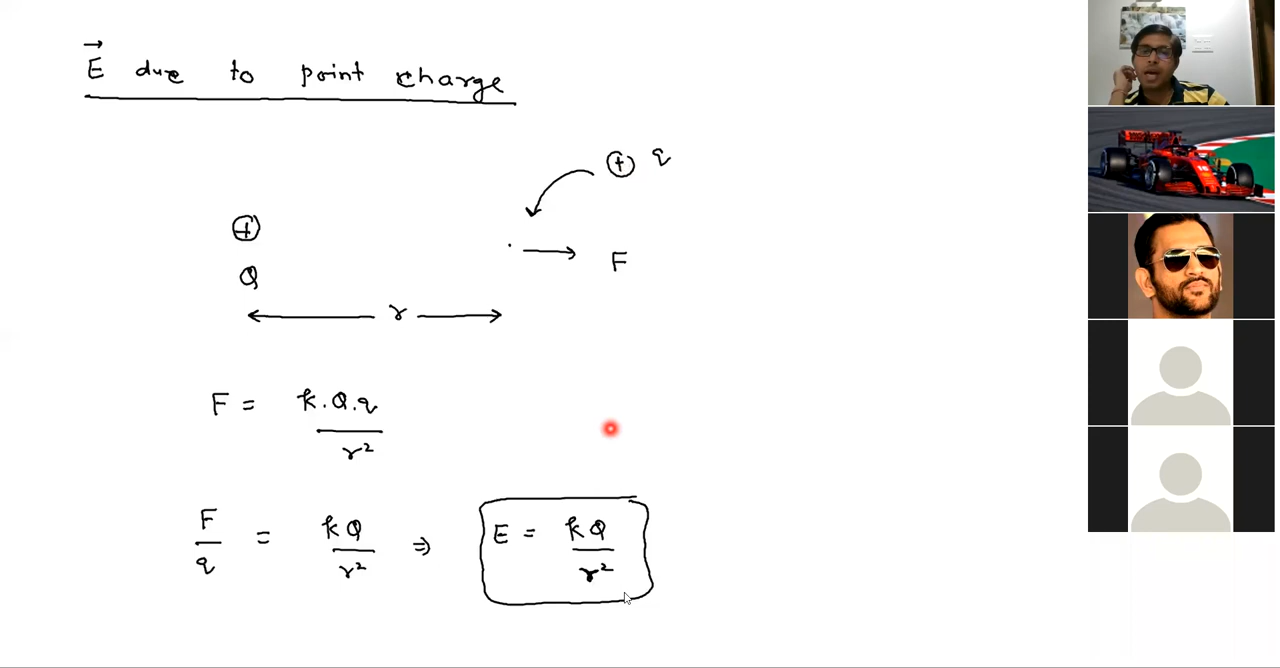 E due to point charge
+ q
+
F
Q
r
F = k.Q.q / r²
F / q = kQ / r² ⇒ E = kQ / r²